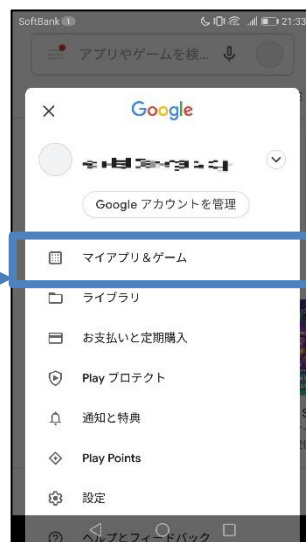 SoftBank 1 21:33
アプリやゲームを検...
Google
Google アカウントを管理
マイアプリ&ゲーム
ライブラリ
お支払いと定期購入
Play プロテクト
通知と特典
Play Points
設定
ヘルプとフィードバック